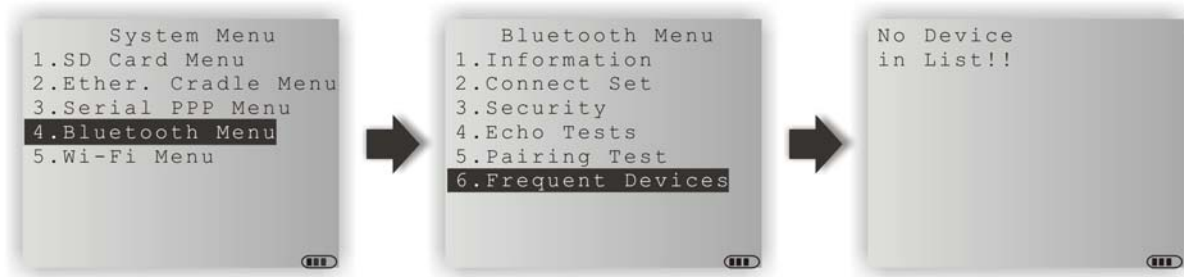 System Menu
1.SD Card Menu
2.Ether. Cradle Menu
3.Serial PPP Menu
4.Bluetooth Menu
5.Wi-Fi Menu
Bluetooth Menu
1.Information
2.Connect Set
3.Security
4.Echo Tests
5.Pairing Test
6.Frequent Devices
No Device
in List!!